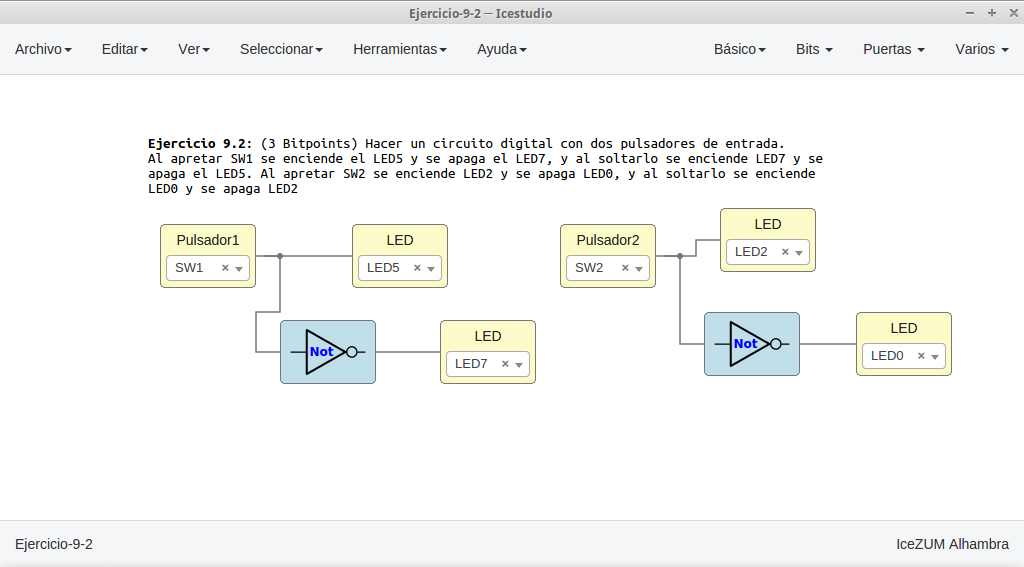 Ejercicio-9-2 — Icestudio
Archivo Editar Ver Seleccionar Herramientas Ayuda Básico Bits Puertas Varios
Ejercicio 9.2: (3 Bitpoints) Hacer un circuito digital con dos pulsadores de entrada.
Al apretar SW1 se enciende el LED5 y se apaga el LED7, y al soltarlo se enciende LED7 y se
apaga el LED5. Al apretar SW2 se enciende LED2 y se apaga LED0, y al soltarlo se enciende
LED0 y se apaga LED2
Pulsador1
SW1
LED
LED5
Not
LED
LED7
Pulsador2
SW2
LED
LED2
Not
LED
LED0
Ejercicio-9-2
IceZUM Alhambra